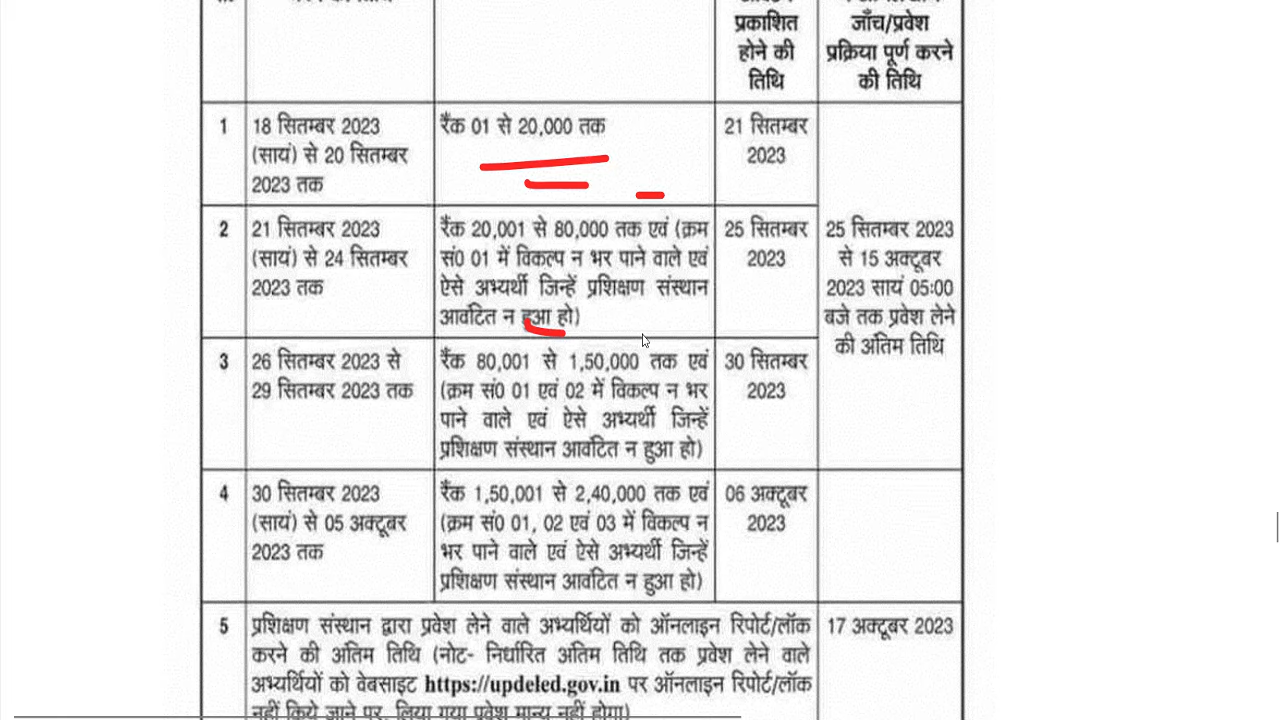 प्रकाशित
होने की
तिथि
जाँच/प्रवेश
प्रक्रिया पूर्ण करने
की तिथि
1
18 सितम्बर 2023
(सायं) से 20 सितम्बर
2023 तक
रैंक 01 से 20,000 तक
21 सितम्बर
2023
2
21 सितम्बर 2023
(सायं) से 24 सितम्बर
2023 तक
रैंक 20,001 से 80,000 तक एवं (क्रम
सं0 01 में विकल्प न भर पाने वाले एवं
ऐसे अभ्यर्थी जिन्हें प्रशिक्षण संस्थान
आवंटित न हुआ हो)
25 सितम्बर
2023
25 सितम्बर 2023
से 15 अक्टूबर
2023 सायं 05:00
बजे तक प्रवेश लेने
की अंतिम तिथि
3
26 सितम्बर 2023 से
29 सितम्बर 2023 तक
रैंक 80,001 से 1,50,000 तक एवं
(क्रम सं0 01 एवं 02 में विकल्प न भर
पाने वाले एवं ऐसे अभ्यर्थी जिन्हें
प्रशिक्षण संस्थान आवंटित न हुआ हो)
30 सितम्बर
2023
4
30 सितम्बर 2023
(सायं) से 05 अक्टूबर
2023 तक
रैंक 1,50,001 से 2,40,000 तक एवं
(क्रम सं0 01, 02 एवं 03 में विकल्प न
भर पाने वाले एवं ऐसे अभ्यर्थी जिन्हें
प्रशिक्षण संस्थान आवंटित न हुआ हो)
06 अक्टूबर
2023
5
प्रशिक्षण संस्थान द्वारा प्रवेश लेने वाले अभ्यर्थियों को ऑनलाइन रिपोर्ट/लॉक
करने की अंतिम तिथि (नोट- निर्धारित अंतिम तिथि तक प्रवेश लेने वाले
अभ्यर्थियों को वेबसाइट https://updeled.gov.in पर ऑनलाइन रिपोर्ट/लॉक
नहीं किये जाने पर, लिया गया प्रवेश मान्य नहीं होगा)
17 अक्टूबर 2023